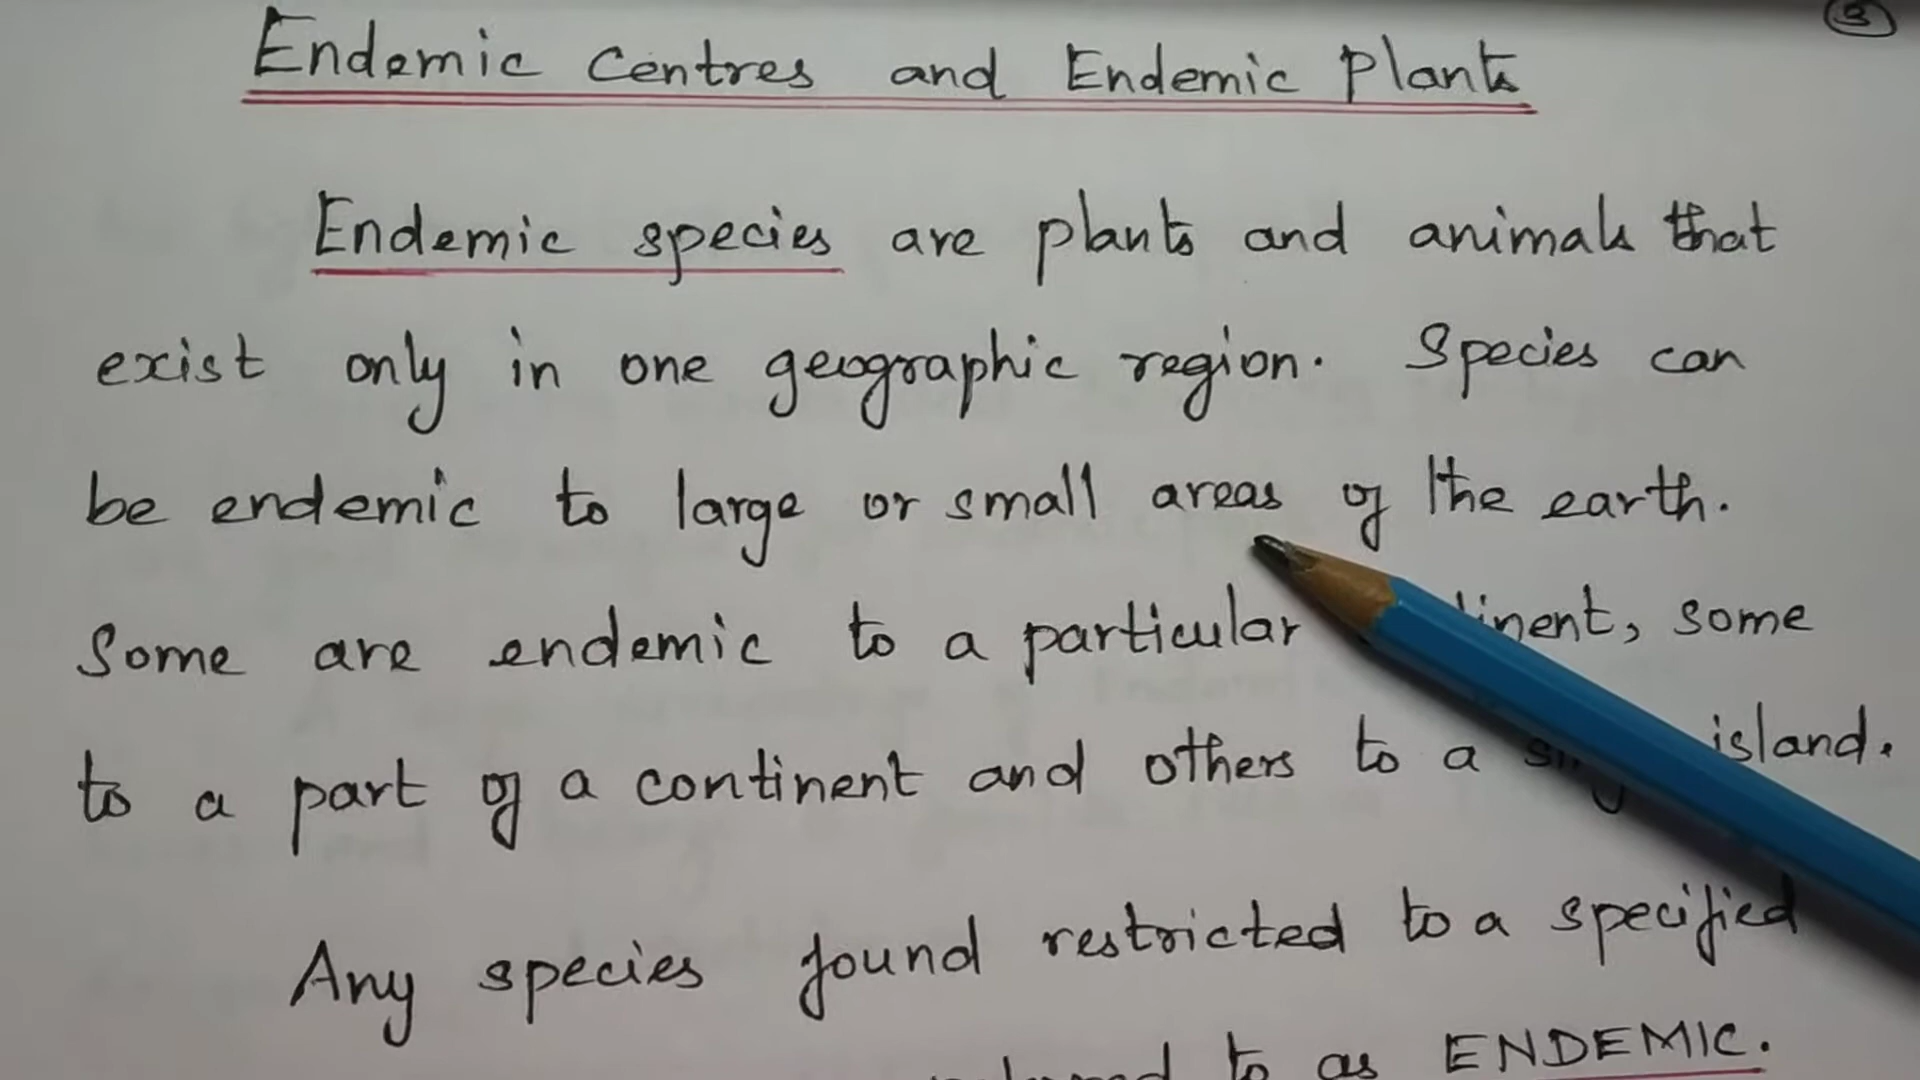 3
Endemic Centres and Endemic Plants
Endemic species are plants and animals that
exist only in one geographic region. Species can
be endemic to large or small areas of the earth.
Some are endemic to a particular some
to a part of a continent and others to a island.
Any species found restricted to a specified
to as ENDEMIC.